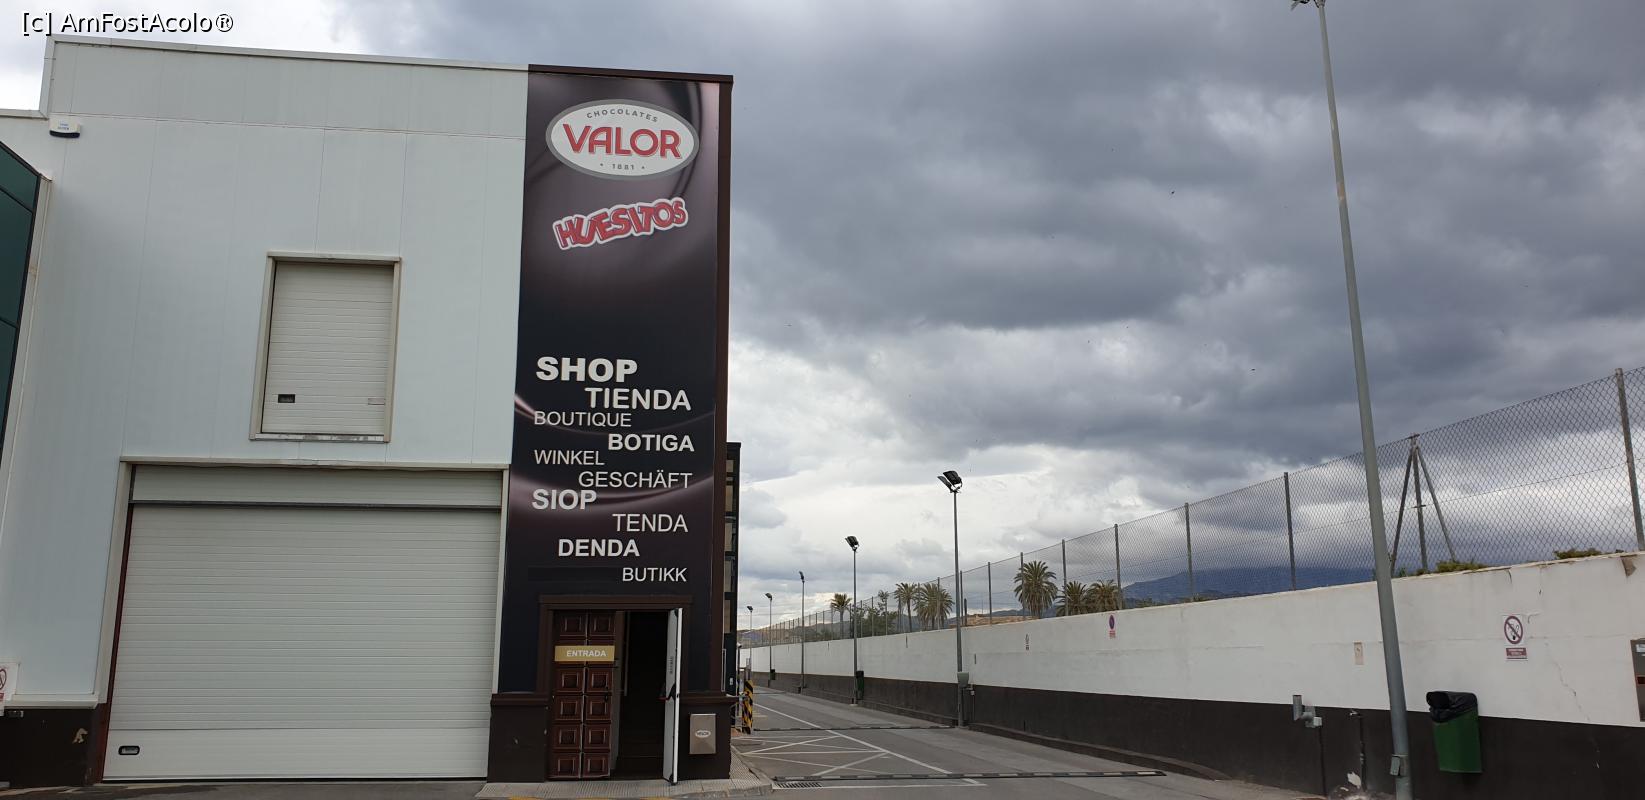 [c] AmFostAcolo®
CHOCOLATES
VALOR
• 1881 •
HUESITOS
SHOP
TIENDA
BOUTIQUE
BOTIGA
WINKEL
GESCHÄFT
SIOP
TENDA
DENDA
BUTIKK
ENTRADA